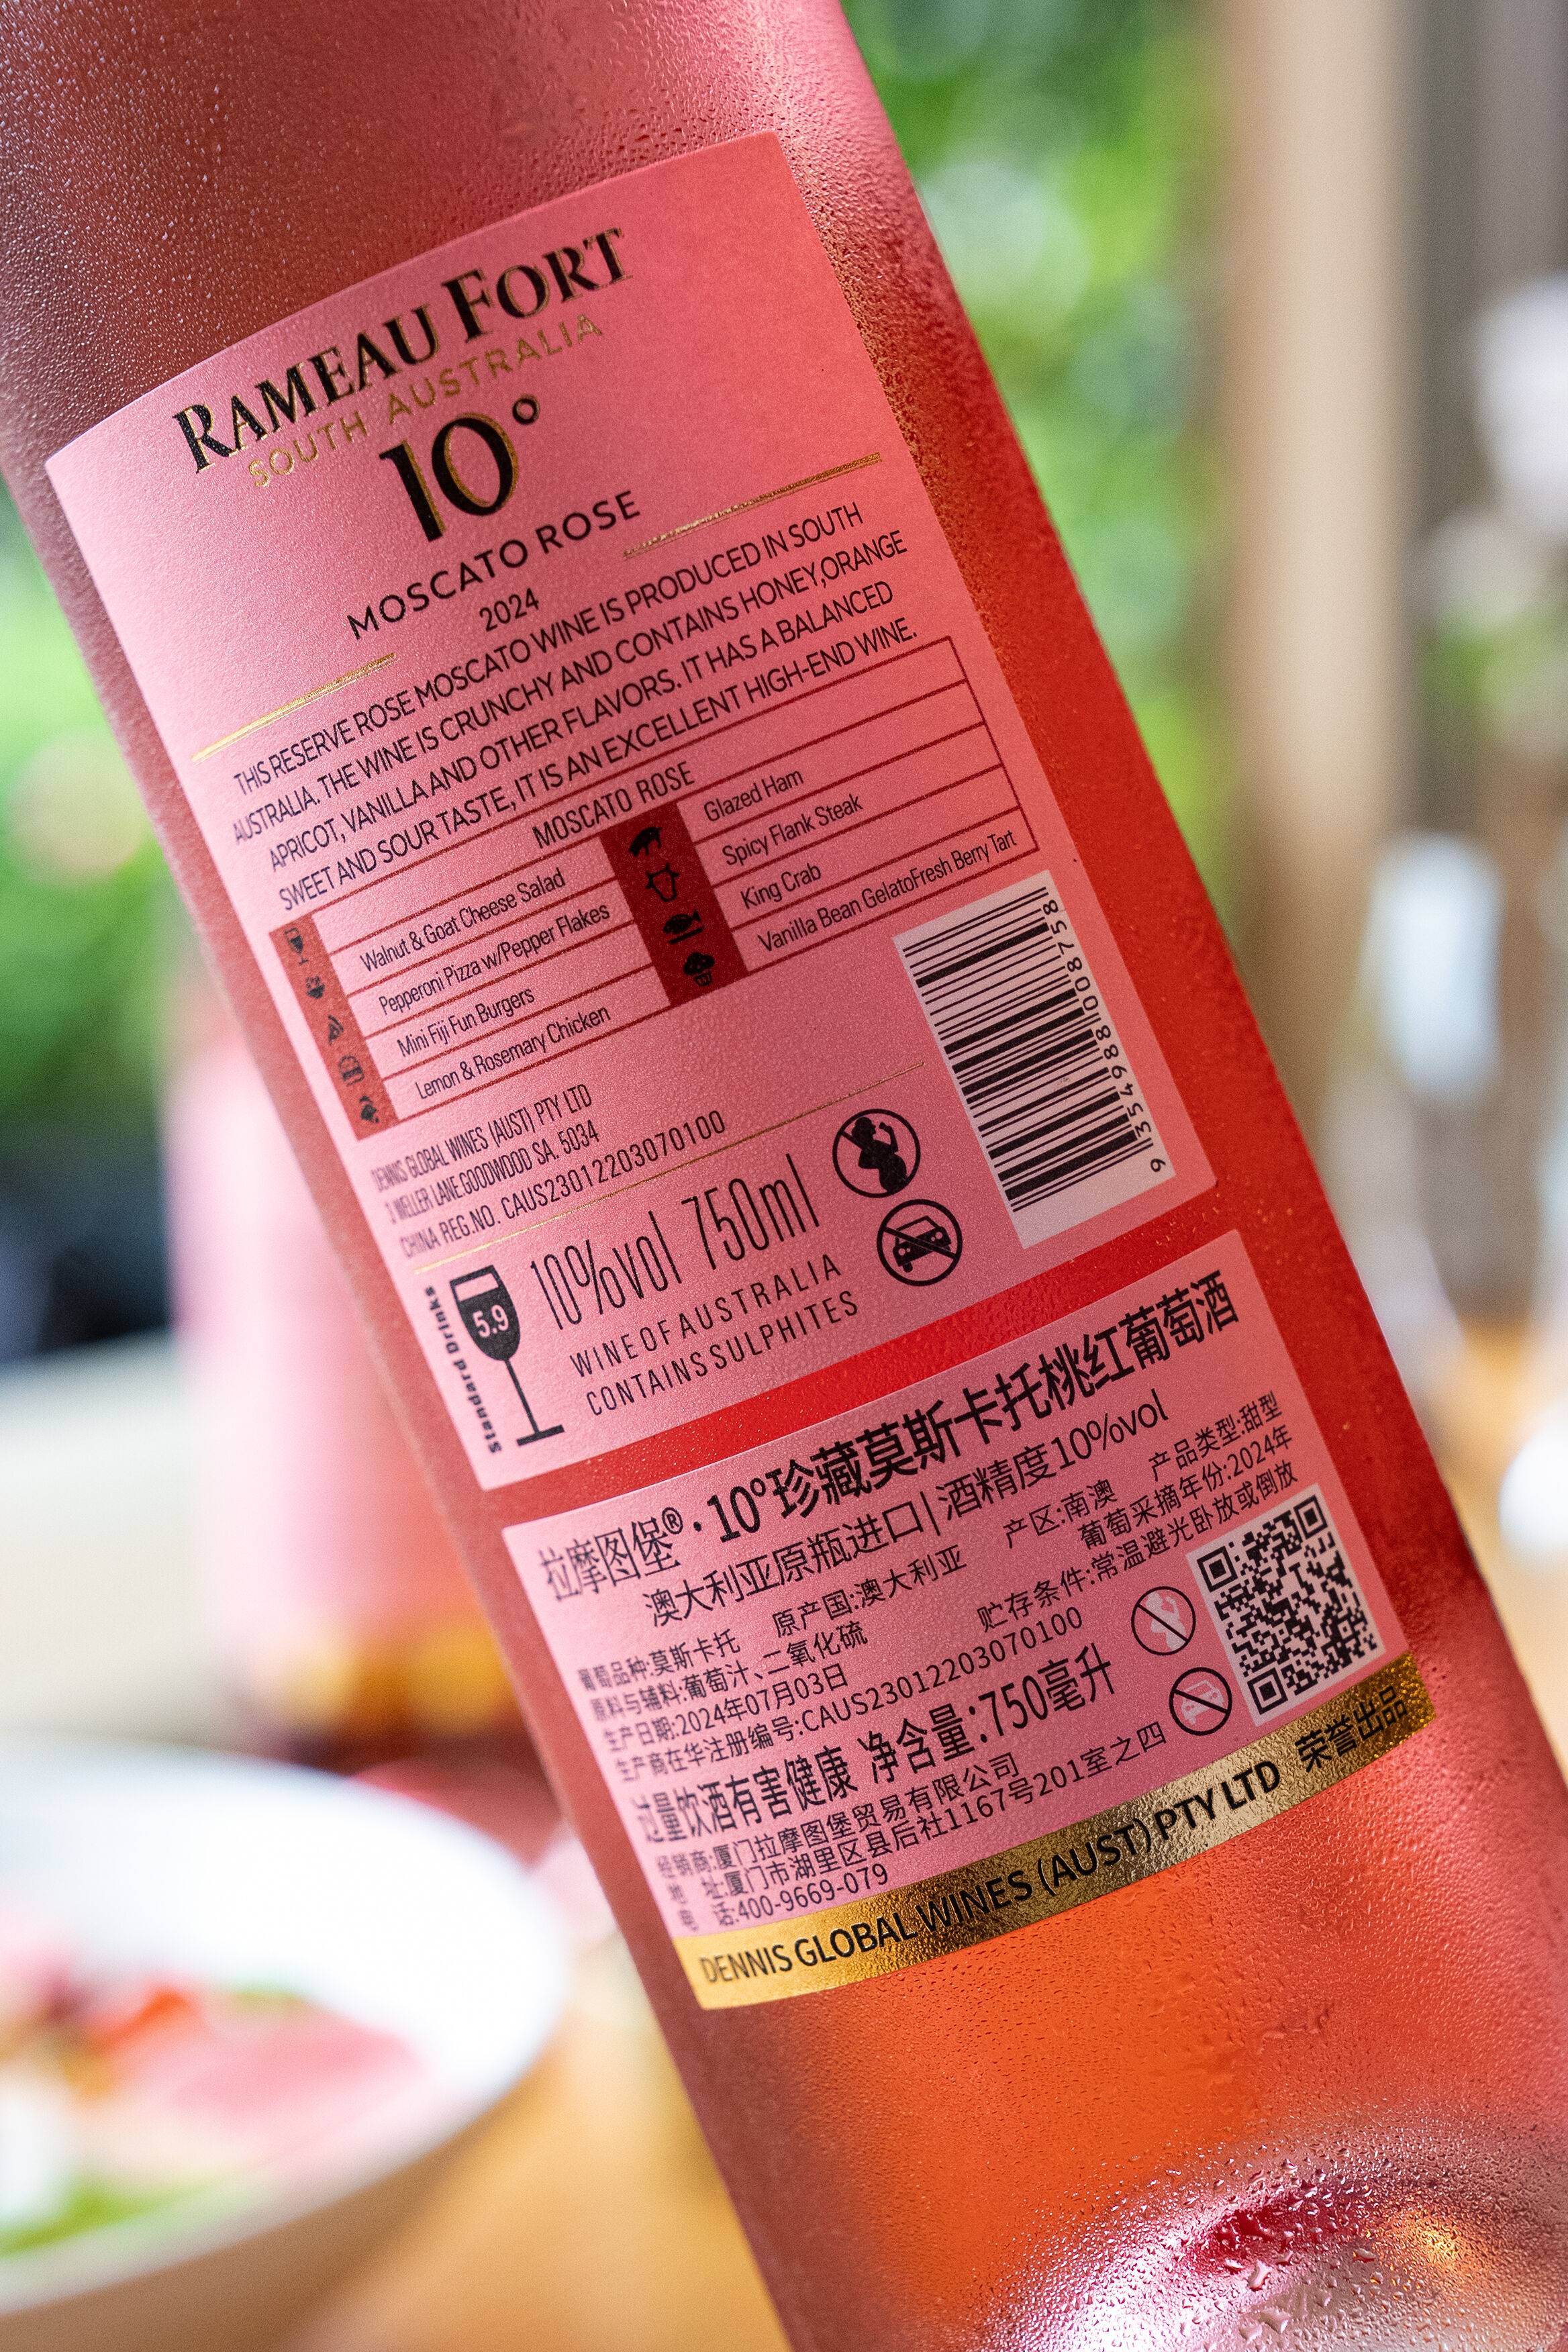 RAMEAU FORT
SOUTH AUSTRALIA
10°
MOSCATO ROSE
2024
THIS RESERVE ROSE MOSCATO WINE IS PRODUCED IN SOUTH
AUSTRALIA. THE WINE IS CRUNCHY AND CONTAINS HONEY,ORANGE
APRICOT, VANILLA AND OTHER FLAVORS. IT HAS A BALANCED
SWEET AND SOUR TASTE, IT IS AN EXCELLENT HIGH-END WINE.
MOSCATO ROSE
Walnut & Goat Cheese Salad
Pepperoni Pizza w/Pepper Flakes
Mini Fiji Fun Burgers
Lemon & Rosemary Chicken
Glazed Ham
Spicy Flank Steak
King Crab
Vanilla Bean GelatoFresh Berry Tart
DENNIS GLOBAL WINES (AUST) PTY LTD
3 WELLER LANE.GOODWOOD SA. 5034
CHINA REG.NO. CAUS23012203070100
9 354988 008758
Standard Drinks
5.9
10%vol 750ml
WINE OF AUSTRALIA
CONTAINS SULPHITES
拉摩图堡®·10°珍藏莫斯卡托桃红葡萄酒
澳大利亚原瓶进口|酒精度10%vol
葡萄品种:莫斯卡托 原产国:澳大利亚 产区:南澳 产品类型:甜型
原料与辅料:葡萄汁、二氧化硫 葡萄采摘年份:2024年
生产日期:2024年07月03日 贮存条件:常温避光卧放或倒放
生产商在华注册编号:CAUS23012203070100
过量饮酒有害健康 净含量:750毫升
经销商:厦门拉摩图堡贸易有限公司
地 址:厦门市湖里区县后社1167号201室之四
电 话:400-9669-079
DENNIS GLOBAL WINES (AUST) PTY LTD 荣誉出品